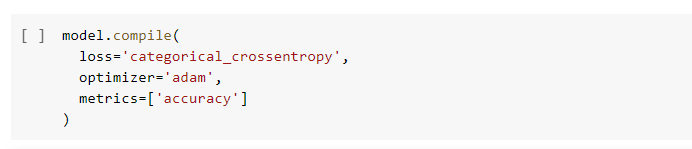 [ ] model.compile(
  loss='categorical_crossentropy',
  optimizer='adam',
  metrics=['accuracy']
)